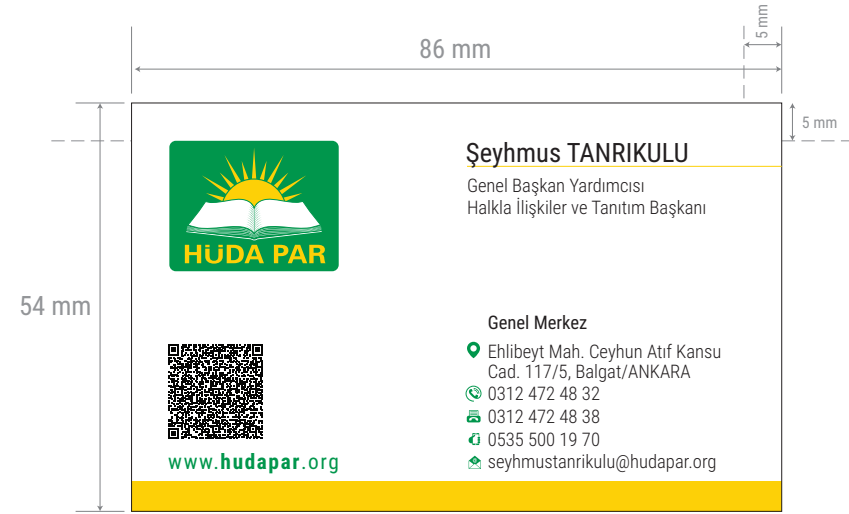 5 mm
86 mm
5 mm
54 mm
HÜDA PAR
Şeyhmus TANRIKULU
Genel Başkan Yardımcısı
Halkla İlişkiler ve Tanıtım Başkanı
Genel Merkez
Ehlibeyt Mah. Ceyhun Atıf Kansu
Cad. 117/5, Balgat/ANKARA
0312 472 48 32
0312 472 48 38
0535 500 19 70
seyhmustanrikulu@hudapar.org
www.hudapar.org